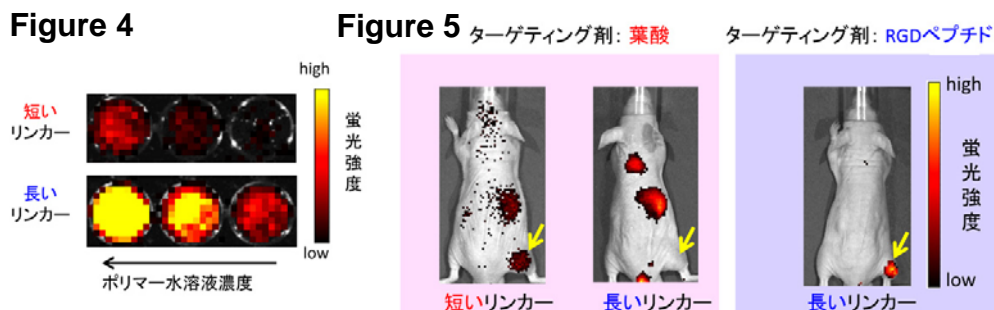 Figure 4
high
短い
リンカー
長い
リンカー
蛍光強度
low
ポリマー水溶液濃度
Figure 5
ターゲティング剤：葉酸
ターゲティング剤：RGDペプチド
短いリンカー
長いリンカー
長いリンカー
high
蛍光強度
low